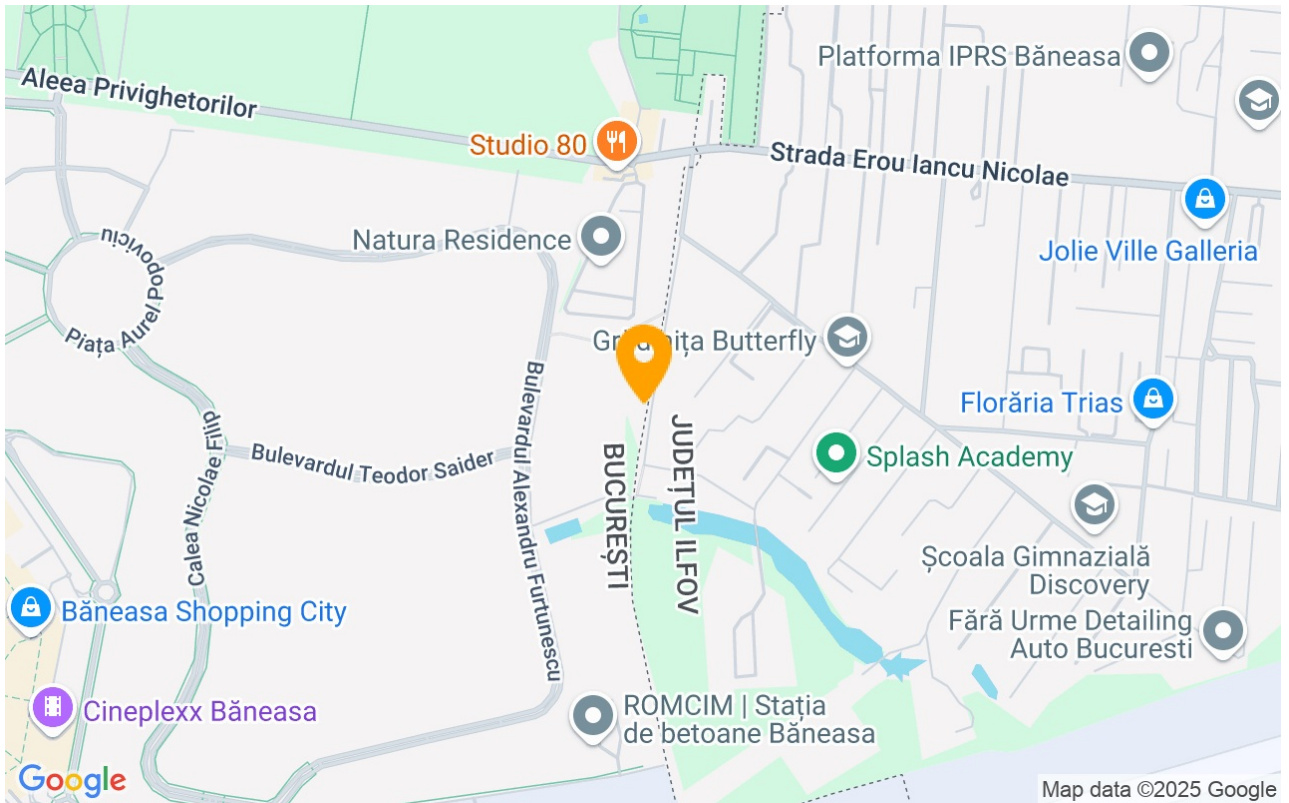 Platforma IPRS Băneasa
Aleea Privighetorilor
Studio 80
Strada Erou Iancu Nicolae
Natura Residence
Jolie Ville Galleria
Piața Aurel Popoviciu
Butterfly
Florăria Trias
Bulevardul Teodor Saider
Bulevardul Alexandru Furtunescu
Calea Nicolae Filip
BUCUREȘTI
JUDEȚUL ILFOV
Splash Academy
Școala Gimnazială
Discovery
Băneasa Shopping City
Fără Urme Detailing
Auto Bucuresti
Cineplexx Băneasa
ROMCIM | Stația
de betoane Băneasa
Google
Map data ©2025 Google